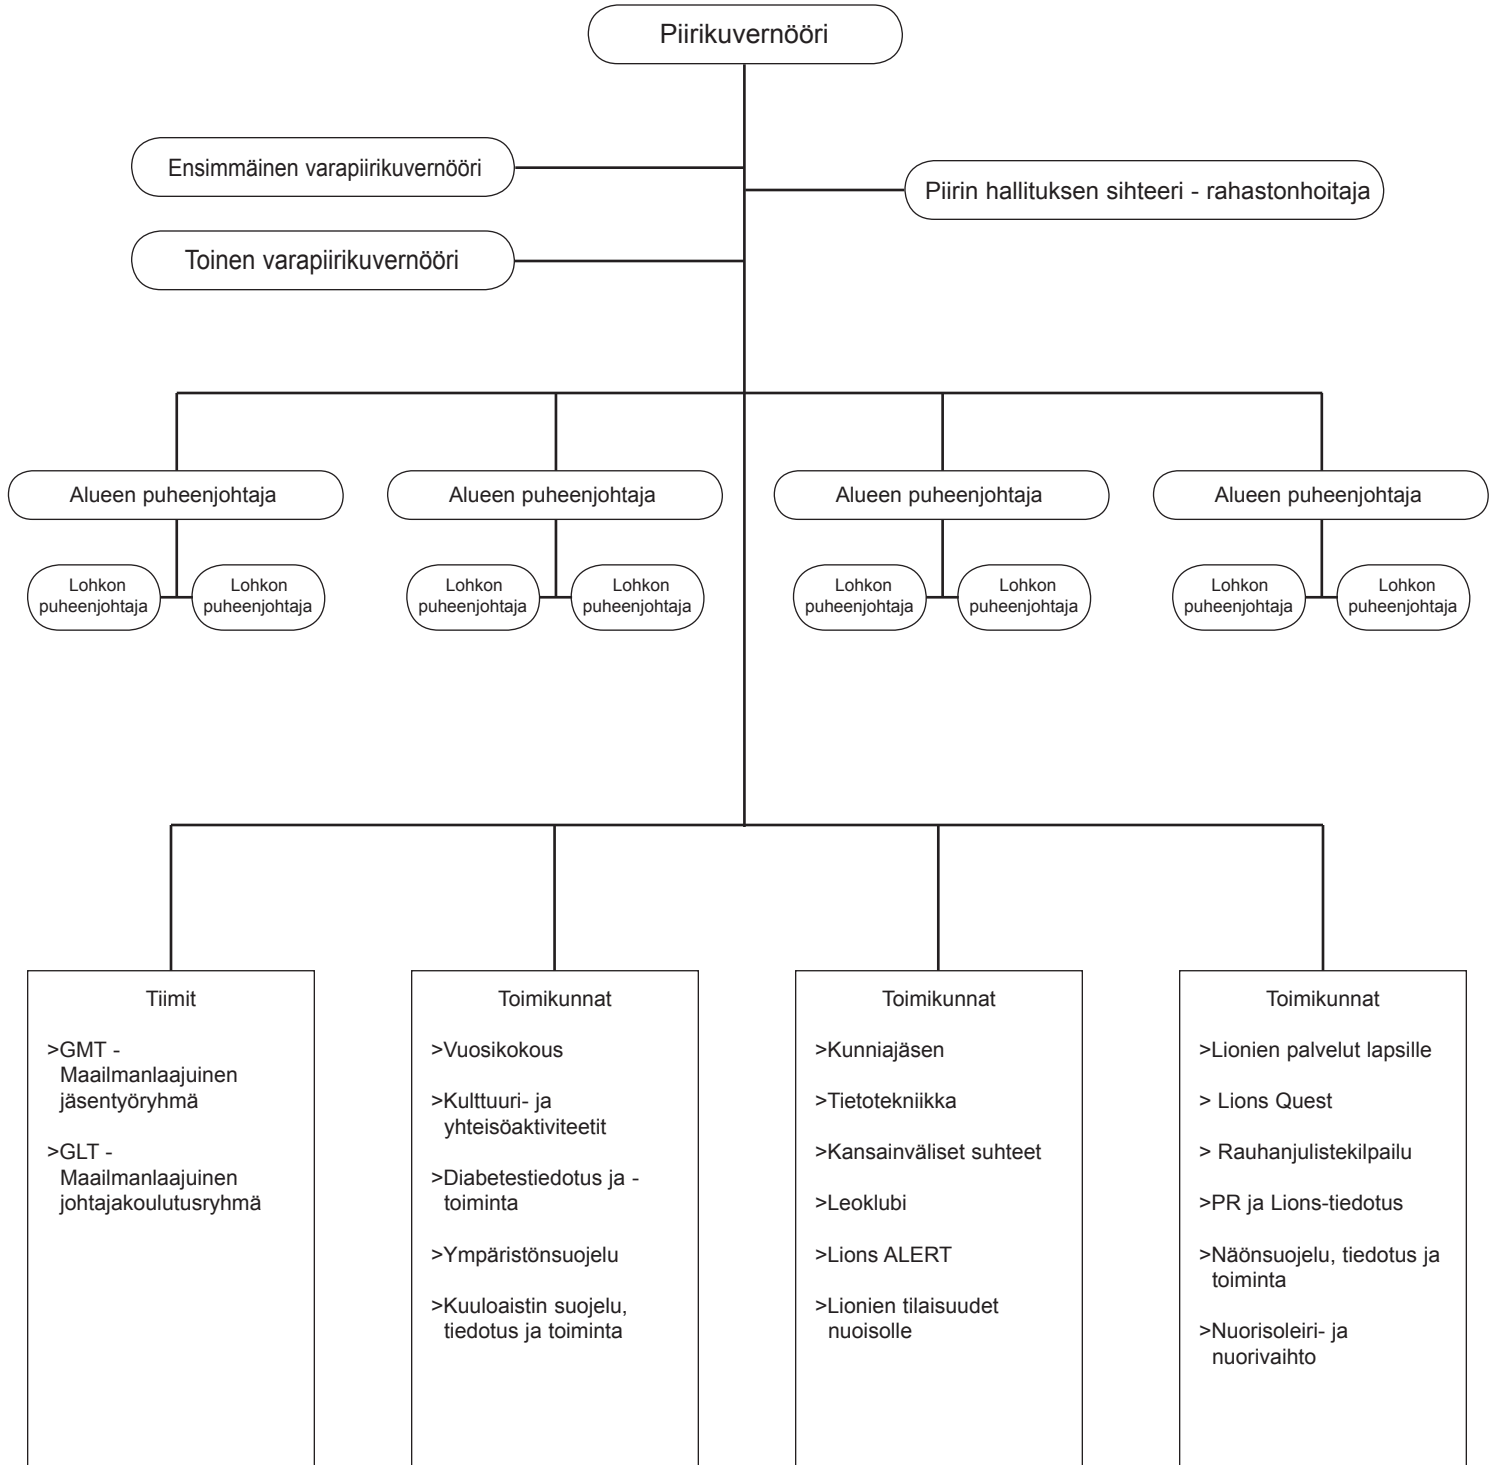 Piirikuvernööri
Ensimmäinen varapiirikuvernööri
Piirin hallituksen sihteeri - rahastonhoitaja
Toinen varapiirikuvernööri
Alueen puheenjohtaja
Alueen puheenjohtaja
Alueen puheenjohtaja
Alueen puheenjohtaja
Lohkon
puheenjohtaja
Lohkon
puheenjohtaja
Lohkon
puheenjohtaja
Lohkon
puheenjohtaja
Lohkon
puheenjohtaja
Lohkon
puheenjohtaja
Lohkon
puheenjohtaja
Lohkon
puheenjohtaja
Tiimit
>GMT -
Maailmanlaajuinen
jäsentyöryhmä
>GLT -
Maailmanlaajuinen
johtajakoulutusryhmä
Toimikunnat
>Vuosikokous
>Kulttuuri- ja
yhteisöaktiviteetit
>Diabetestiedotus ja -
toiminta
>Ympäristönsuojelu
>Kuuloaistin suojelu,
tiedotus ja toiminta
Toimikunnat
>Kunniajäsen
>Tietotekniikka
>Kansainväliset suhteet
>Leoklubi
>Lions ALERT
>Lionien tilaisuudet
nuoisolle
Toimikunnat
>Lionien palvelut lapsille
> Lions Quest
> Rauhanjulistekilpailu
>PR ja Lions-tiedotus
>Näönsuojelu, tiedotus ja
toiminta
>Nuorisoleiri- ja
nuorivaihto